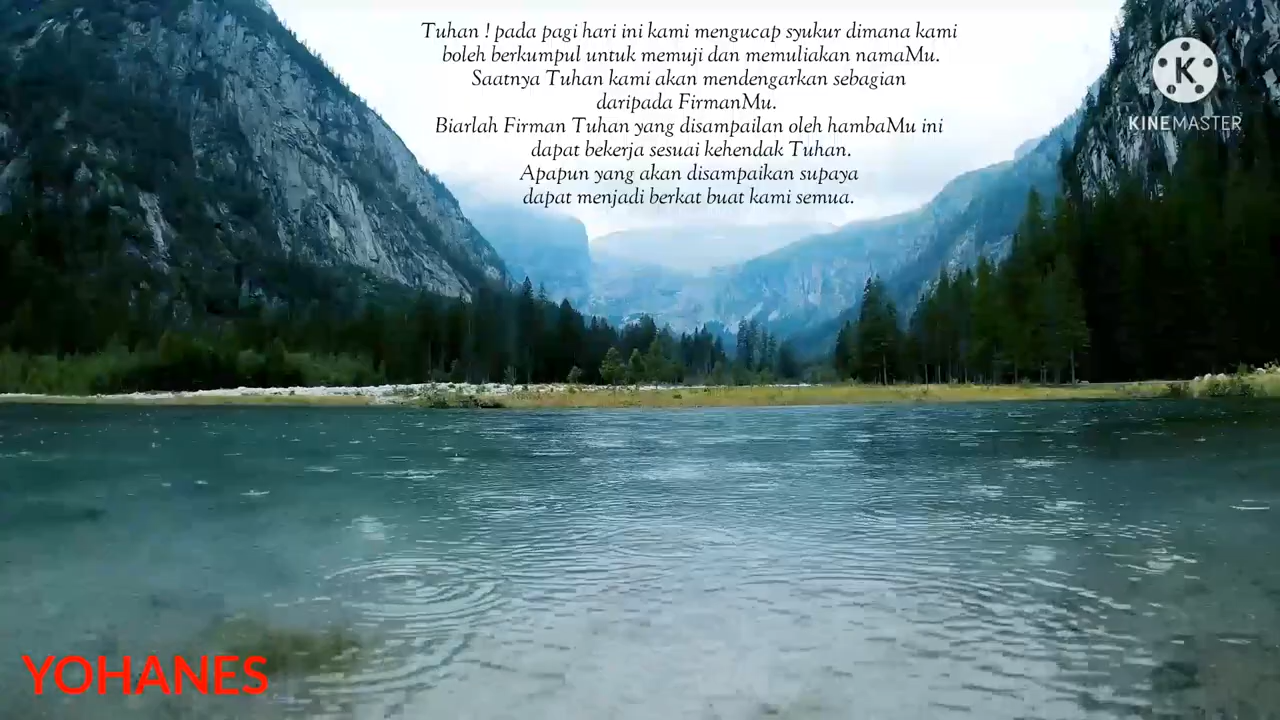 Tuhan ! pada pagi hari ini kami mengucap syukur dimana kami
boleh berkumpul untuk memuji dan memuliakan namaMu.
Saatnya Tuhan kami akan mendengarkan sebagian
daripada FirmanMu.
Biarlah Firman Tuhan yang disampailan oleh hambaMu ini
dapat bekerja sesuai kehendak Tuhan.
Apapun yang akan disampaikan supaya
dapat menjadi berkat buat kami semua.
K
KINEMASTER
YOHANES